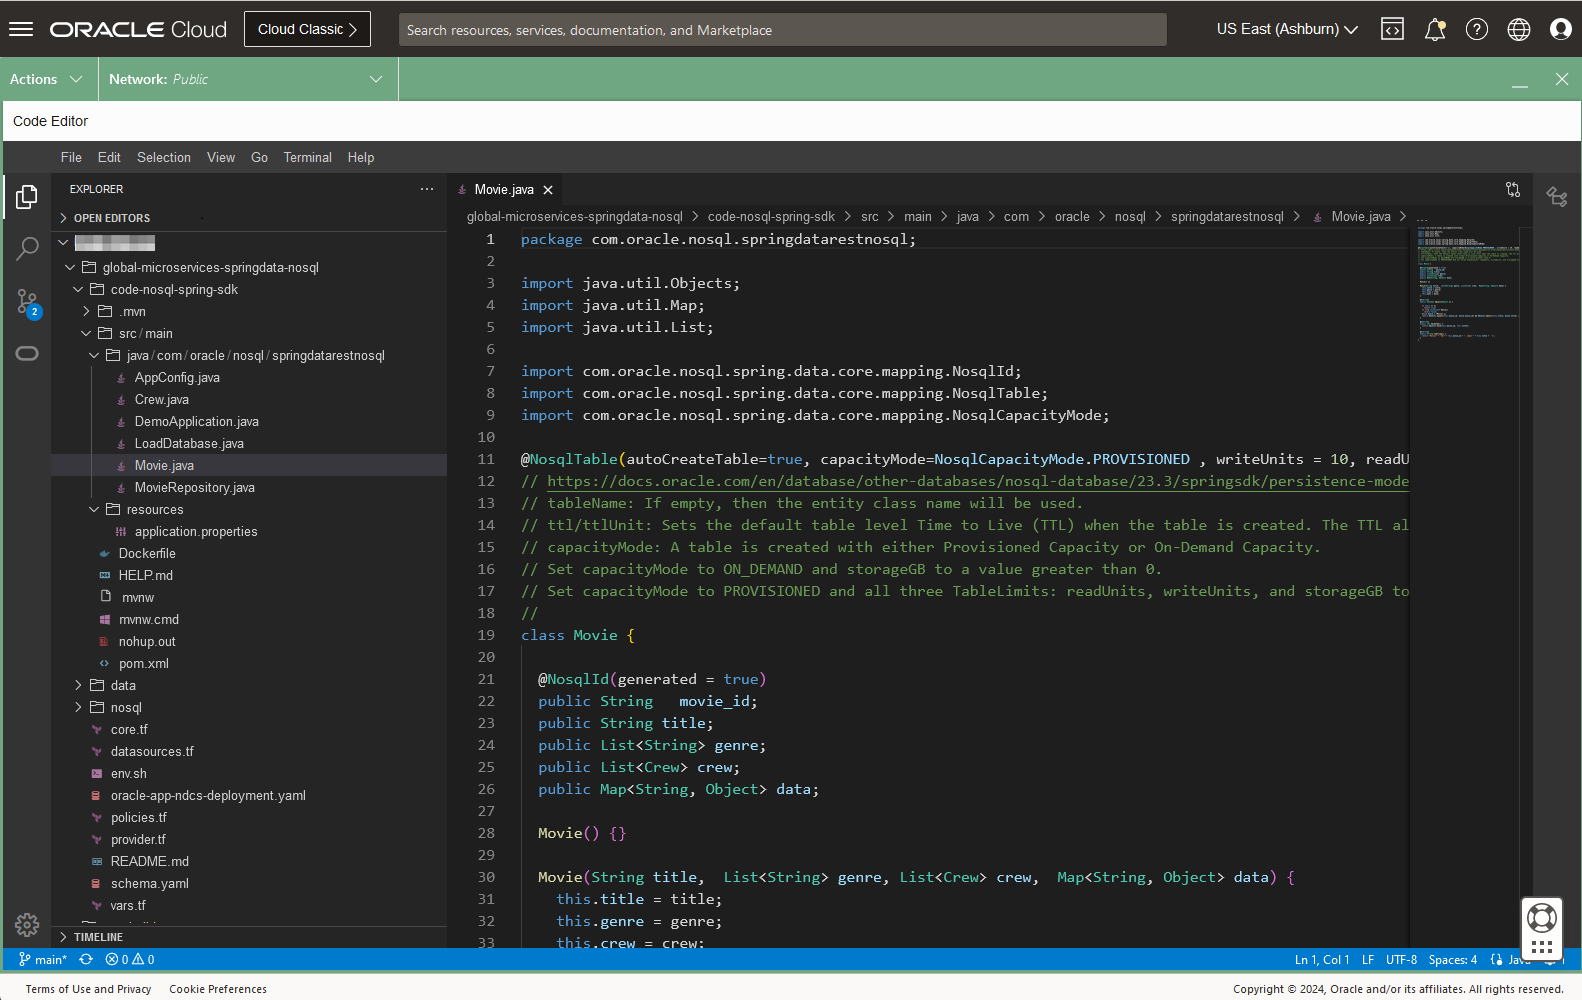 ORACLE Cloud
Cloud Classic
Search resources, services, documentation, and Marketplace
US East (Ashburn)
Actions
Network: Public
Code Editor
File Edit Selection View Go Terminal Help
EXPLORER
Movie.java
OPEN EDITORS
global-microservices-springdata-nosql > code-nosql-spring-sdk > src > main > java > com > oracle > nosql > springdatarestnosql > Movie.java > ...
global-microservices-springdata-nosql
code-nosql-spring-sdk
.mvn
src / main
java / com / oracle / nosql / springdatarestnosql
AppConfig.java
Crew.java
DemoApplication.java
LoadDatabase.java
Movie.java
MovieRepository.java
resources
application.properties
Dockerfile
HELP.md
mvnw
mvnw.cmd
nohup.out
pom.xml
data
nosql
core.tf
datasources.tf
env.sh
oracle-app-ndcs-deployment.yaml
policies.tf
provider.tf
README.md
schema.yaml
vars.tf
TIMELINE
2
1 package com.oracle.nosql.springdatarestnosql;
2
3 import java.util.Objects;
4 import java.util.Map;
5 import java.util.List;
6
7 import com.oracle.nosql.spring.data.core.mapping.NosqlId;
8 import com.oracle.nosql.spring.data.core.mapping.NosqlTable;
9 import com.oracle.nosql.spring.data.core.mapping.NosqlCapacityMode;
10
11 @NosqlTable(autoCreateTable=true, capacityMode=NosqlCapacityMode.PROVISIONED , writeUnits = 10, readU
12 // https://docs.oracle.com/en/database/other-databases/nosql-database/23.3/springsdk/persistence-mode
13 // tableName: If empty, then the entity class name will be used.
14 // ttl/ttlUnit: Sets the default table level Time to Live (TTL) when the table is created. The TTL al
15 // capacityMode: A table is created with either Provisioned Capacity or On-Demand Capacity.
16 // Set capacityMode to ON_DEMAND and storageGB to a value greater than 0.
17 // Set capacityMode to PROVISIONED and all three TableLimits: readUnits, writeUnits, and storageGB to
18 //
19 class Movie {
20
21 @NosqlId(generated = true)
22 public String movie_id;
23 public String title;
24 public List<String> genre;
25 public List<Crew> crew;
26 public Map<String, Object> data;
27
28 Movie() {}
29
30 Movie(String title, List<String> genre, List<Crew> crew, Map<String, Object> data) {
31 this.title = title;
32 this.genre = genre;
33 this.crew = crew;
main* 0 0 Ln 1, Col 1 LF UTF-8 Spaces: 4 Java
Terms of Use and Privacy Cookie Preferences
Copyright © 2024, Oracle and/or its affiliates. All rights reserved.